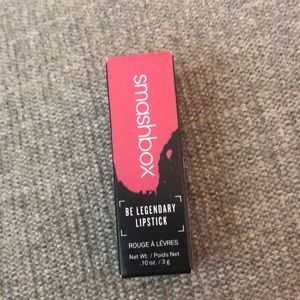 smashbox
BE LEGENDARY
LIPSTICK
ROUGE À LÈVRES
Net Wt. / Poids Net
.10 oz. / 3 g